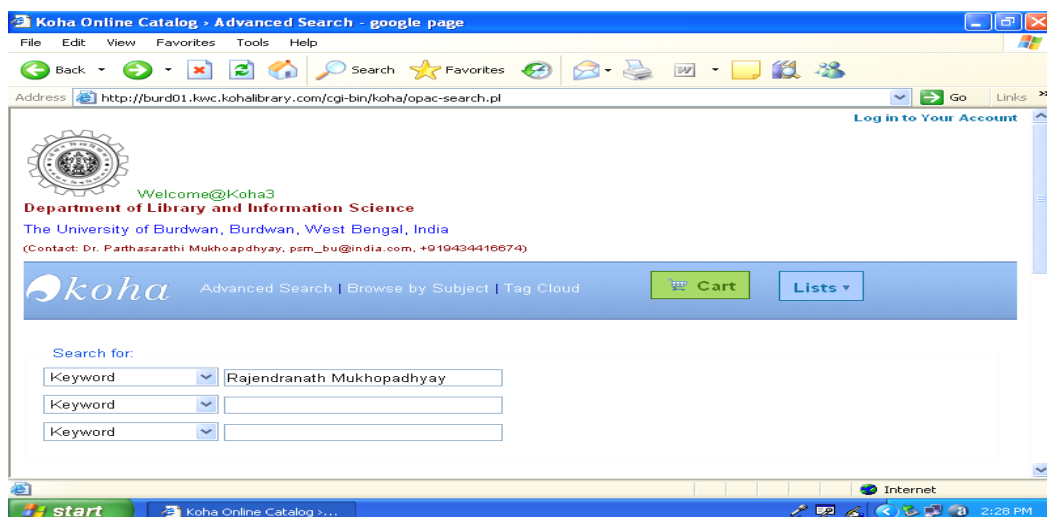 Koha Online Catalog › Advanced Search - google page
File Edit View Favorites Tools Help
Back Search Favorites
Address http://burd01.kwc.kohalibrary.com/cgi-bin/koha/opac-search.pl Go Links »
Log in to Your Account
Welcome@Koha3
Department of Library and Information Science
The University of Burdwan, Burdwan, West Bengal, India
(Contact: Dr. Parthasarathi Mukhoapdhyay, psm_bu@india.com, +919434416674)
koha Advanced Search | Browse by Subject | Tag Cloud Cart Lists
Search for:
Keyword Rajendranath Mukhopadhyay
Keyword
Keyword
Internet
start Koha Online Catalog ›... 2:28 PM